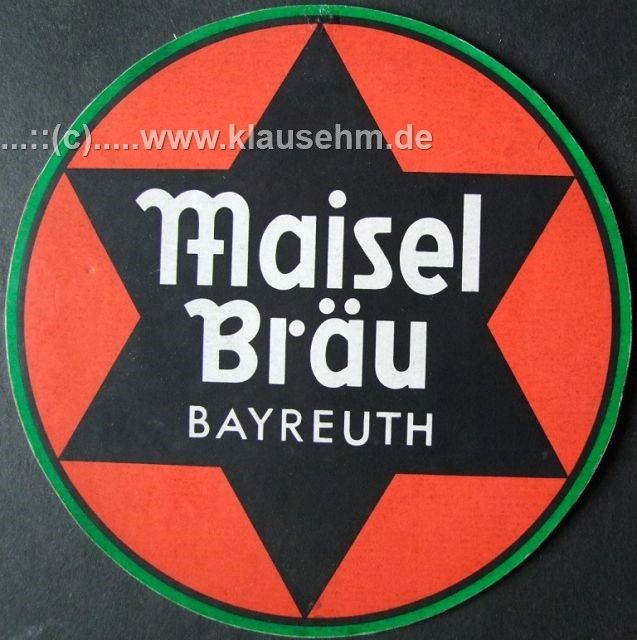 ...::(c).....www.klausehm.de
Maisel
Bräu
BAYREUTH